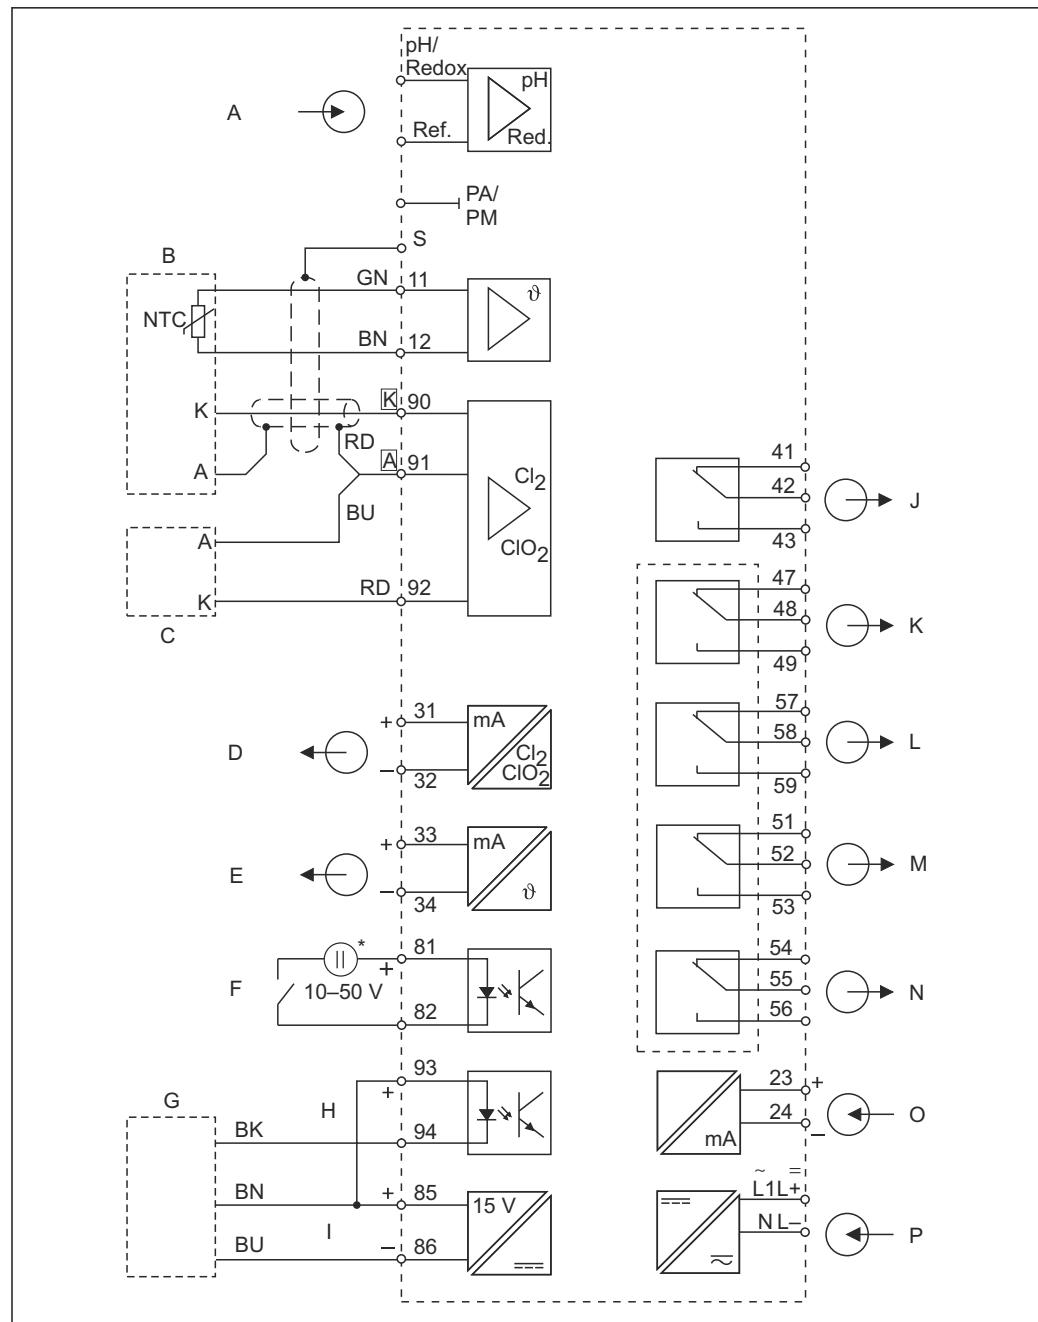 pH/
Redox
pH
A
Ref.
Red.
PA/
PM
S
B
GN 11
ϑ
NTC
BN 12
K
K 90
RD
A
A 91
Cl2
BU
ClO2
A
RD 92
K
C
41
42
J
43
47
48
K
49
57
58
L
59
51
52
M
53
54
55
N
56
+ 31
mA
D
Cl2
ClO2
– 32
+ 33
mA
E
ϑ
– 34
* 81
+
F
10–50 V
82
93
+
G
H
BK 94
BN + 85
15 V
I
BU – 86
23 +
24
O
–
mA
~ =
L1 L+
N L–
P